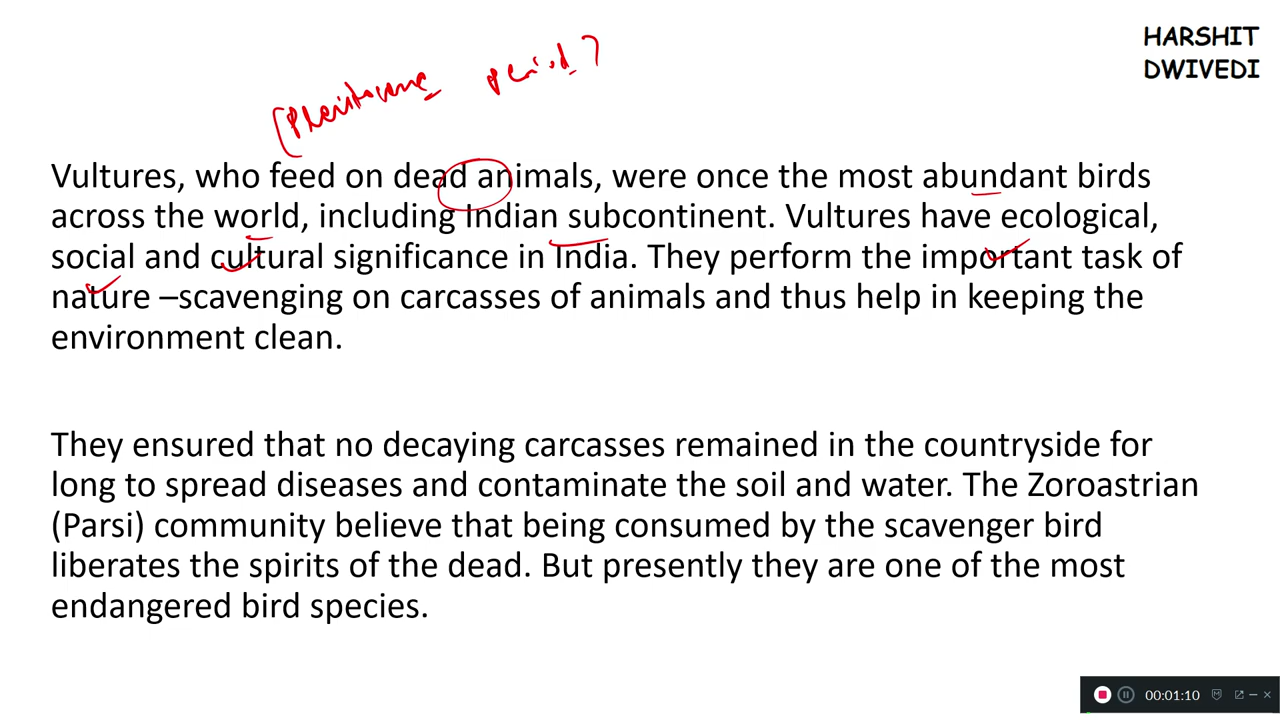 HARSHIT
DWIVEDI
(Pleistocene period)
Vultures, who feed on dead animals, were once the most abundant birds
across the world, including Indian subcontinent. Vultures have ecological,
social and cultural significance in India. They perform the important task of
nature –scavenging on carcasses of animals and thus help in keeping the
environment clean.
They ensured that no decaying carcasses remained in the countryside for
long to spread diseases and contaminate the soil and water. The Zoroastrian
(Parsi) community believe that being consumed by the scavenger bird
liberates the spirits of the dead. But presently they are one of the most
endangered bird species.
00:01:10